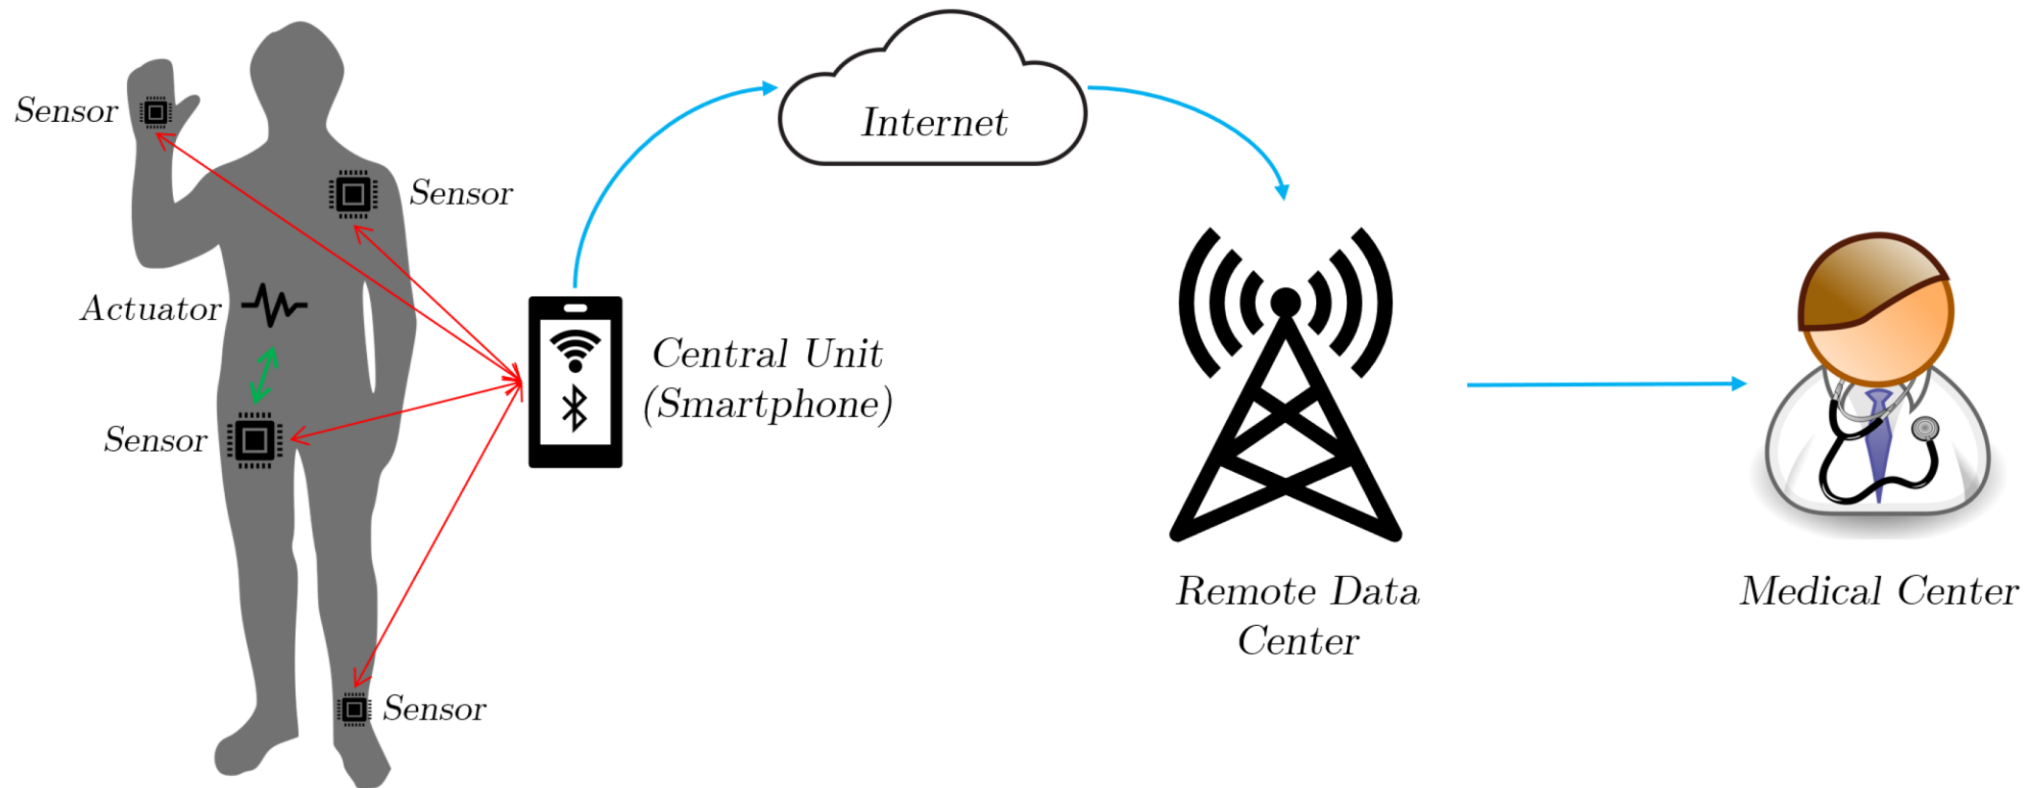 Sensor
Sensor
Actuator
Sensor
Sensor
Central Unit
(Smartphone)
Internet
Remote Data
Center
Medical Center